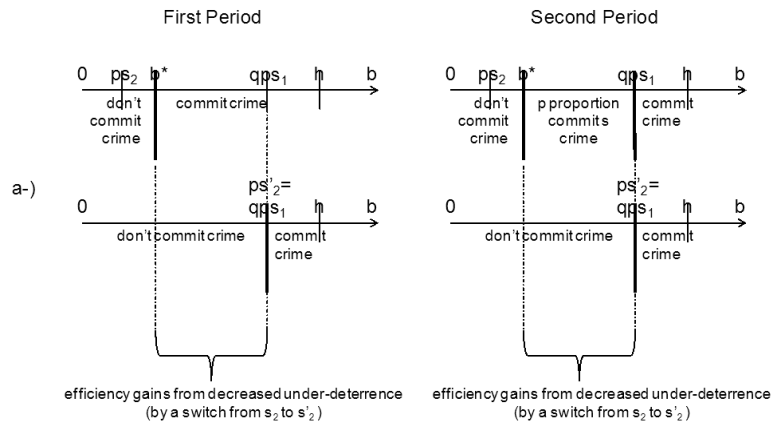 First Period
Second Period
0 ps2 b* qps1 h b
don't commit crime
commit crime
0 ps2 b* qps1 h b
don't commit crime
p proportion commits crime
commit crime
a-)
ps'2= qps1
0 h b
don't commit crime
commit crime
ps'2= qps1
0 h b
don't commit crime
commit crime
efficiency gains from decreased under-deterrence
(by a switch from s2 to s'2)
efficiency gains from decreased under-deterrence
(by a switch from s2 to s'2)